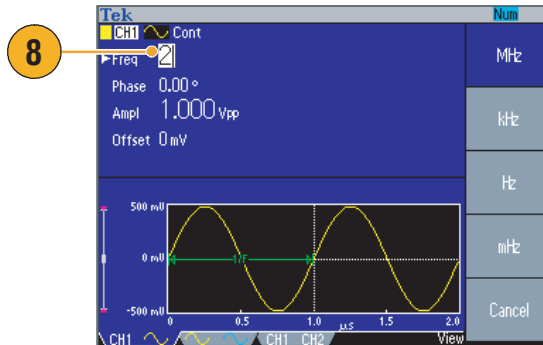 Tek Num
8
CH1 Cont
Freq 2
Phase 0.00°
Ampl 1.000 Vpp
Offset 0 mV
MHz
kHz
Hz
mHz
Cancel
500 mV
0 mV
-500 mV
1/F
0 0.5 1.0 1.5 2.0
μs
CH1 CH1 CH2 View